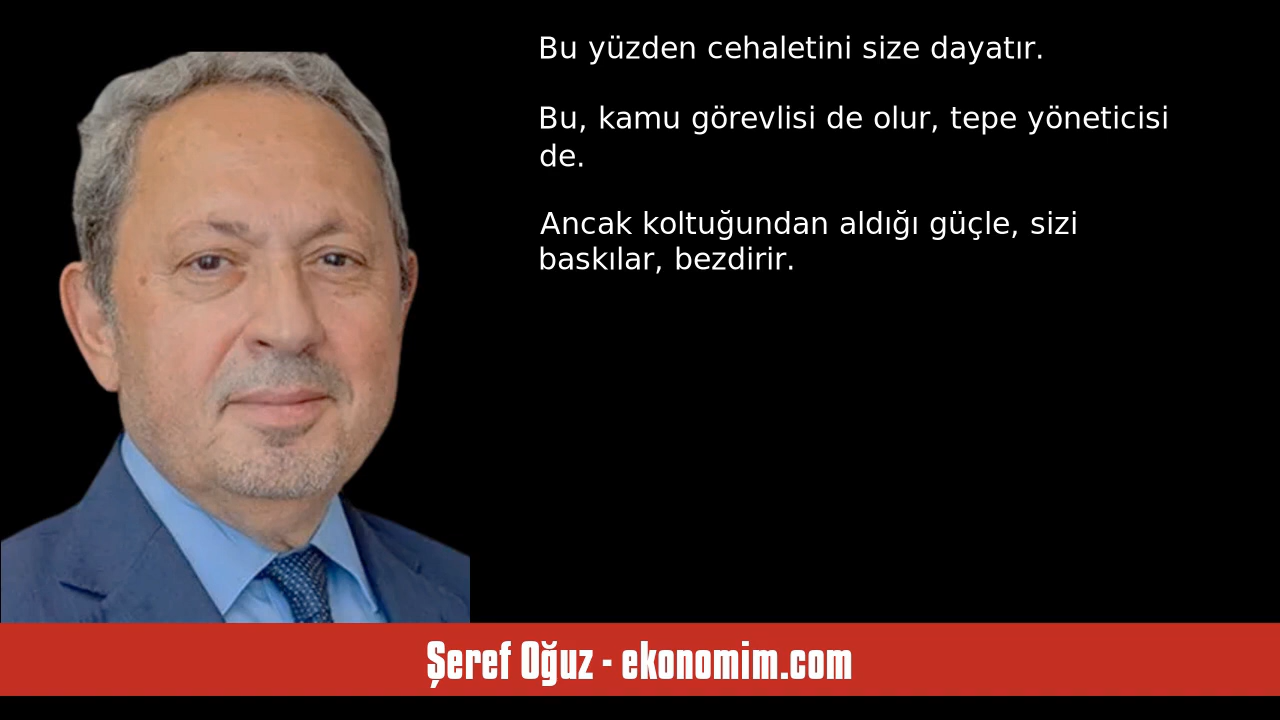 Bu yüzden cehaletini size dayatır.
Bu, kamu görevlisi de olur, tepe yöneticisi
de.
Ancak koltuğundan aldığı güçle, sizi
baskılar, bezdirir.
Şeref Oğuz - ekonomim.com